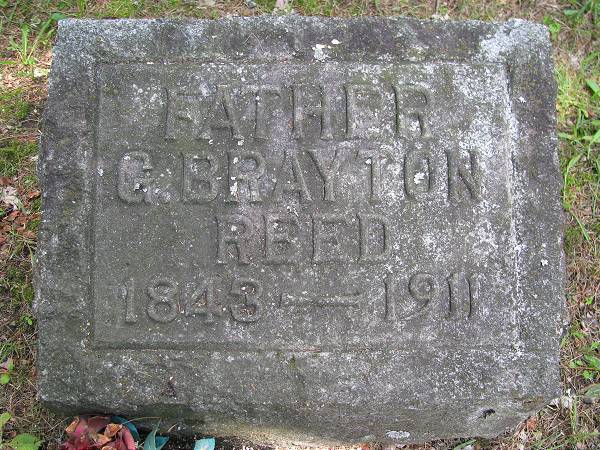 FATHER
G. BRAYTON
REED
1843 — 1911